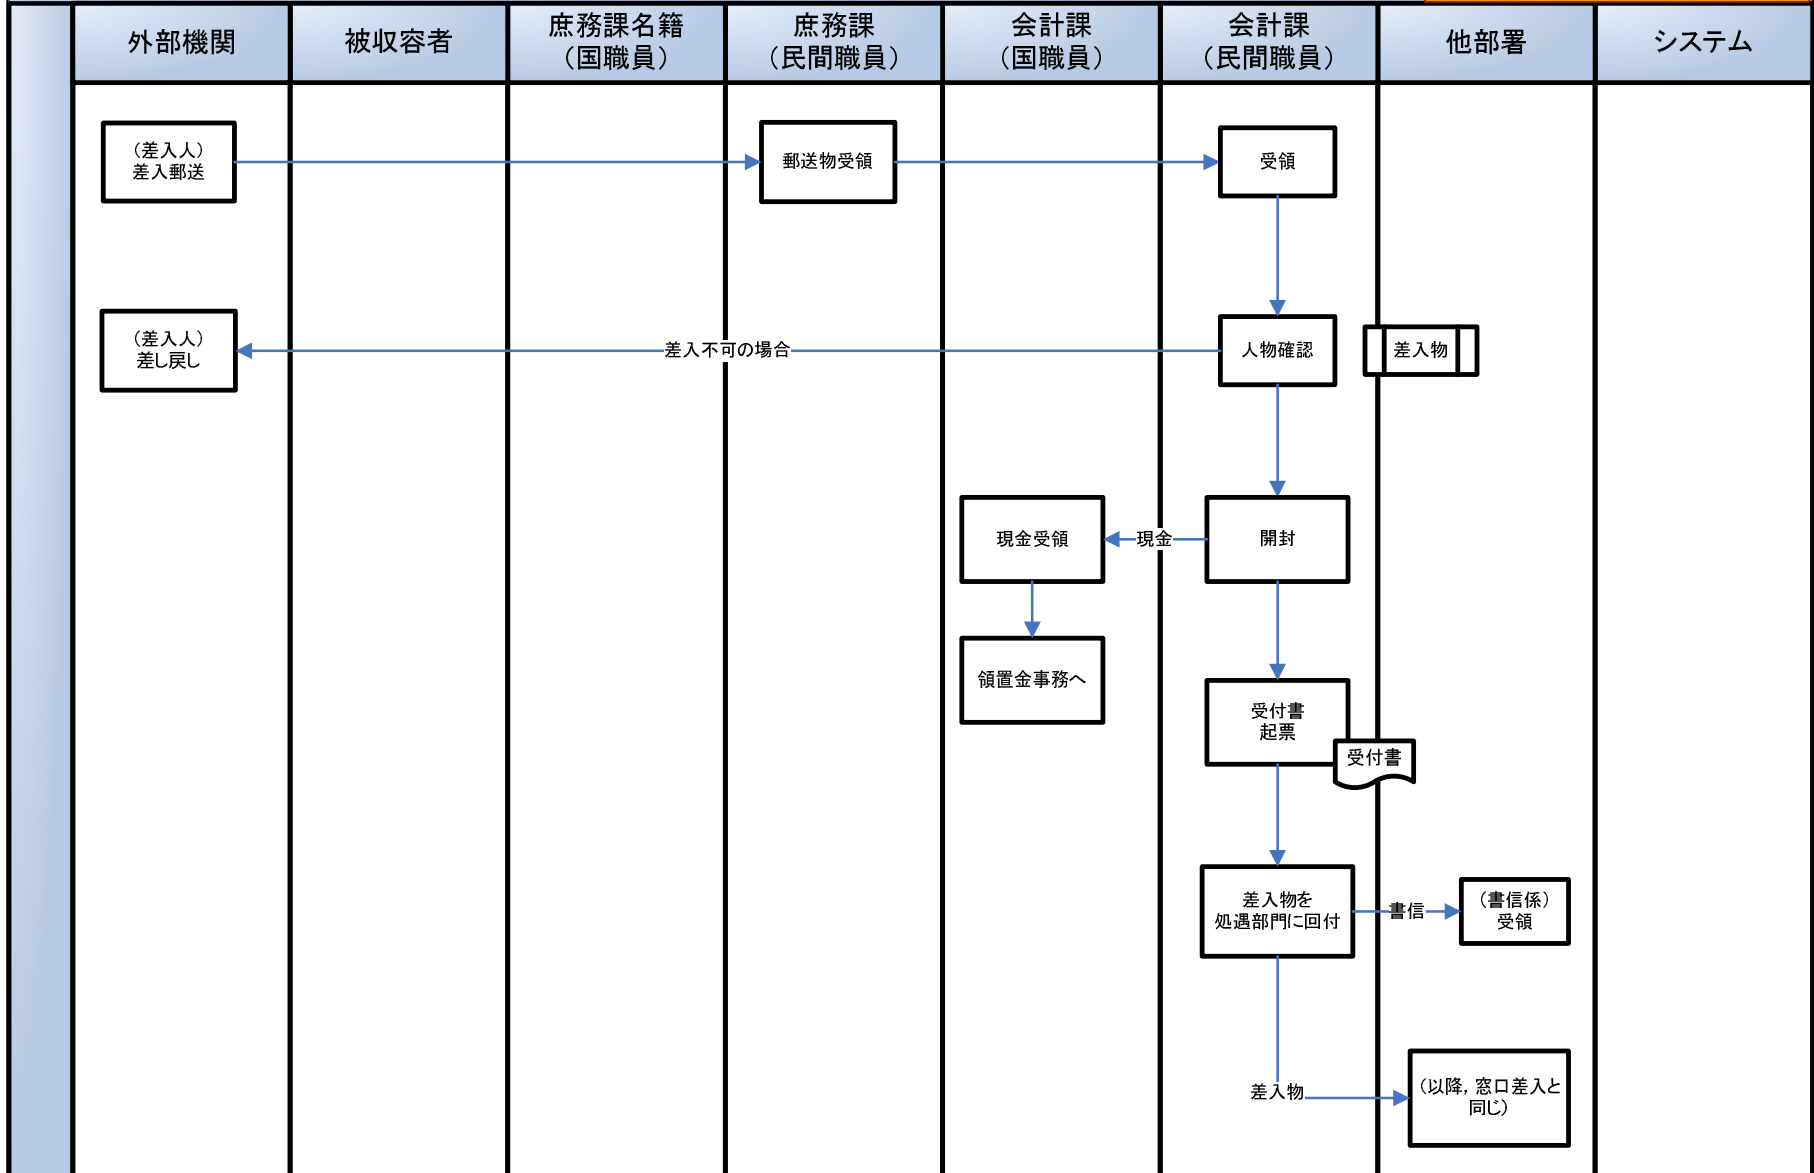 外部機関
被収容者
庶務課名籍
（国職員）
庶務課
（民間職員）
会計課
（国職員）
会計課
（民間職員）
他部署
システム
（差入人）
差入郵送
郵送物受領
受領
（差入人）
差し戻し
差入不可の場合
人物確認
差入物
現金受領
現金
開封
領置金事務へ
受付書
起票
受付書
差入物を
処遇部門に回付
書信
（書信係）
受領
差入物
（以降，窓口差入と
同じ）